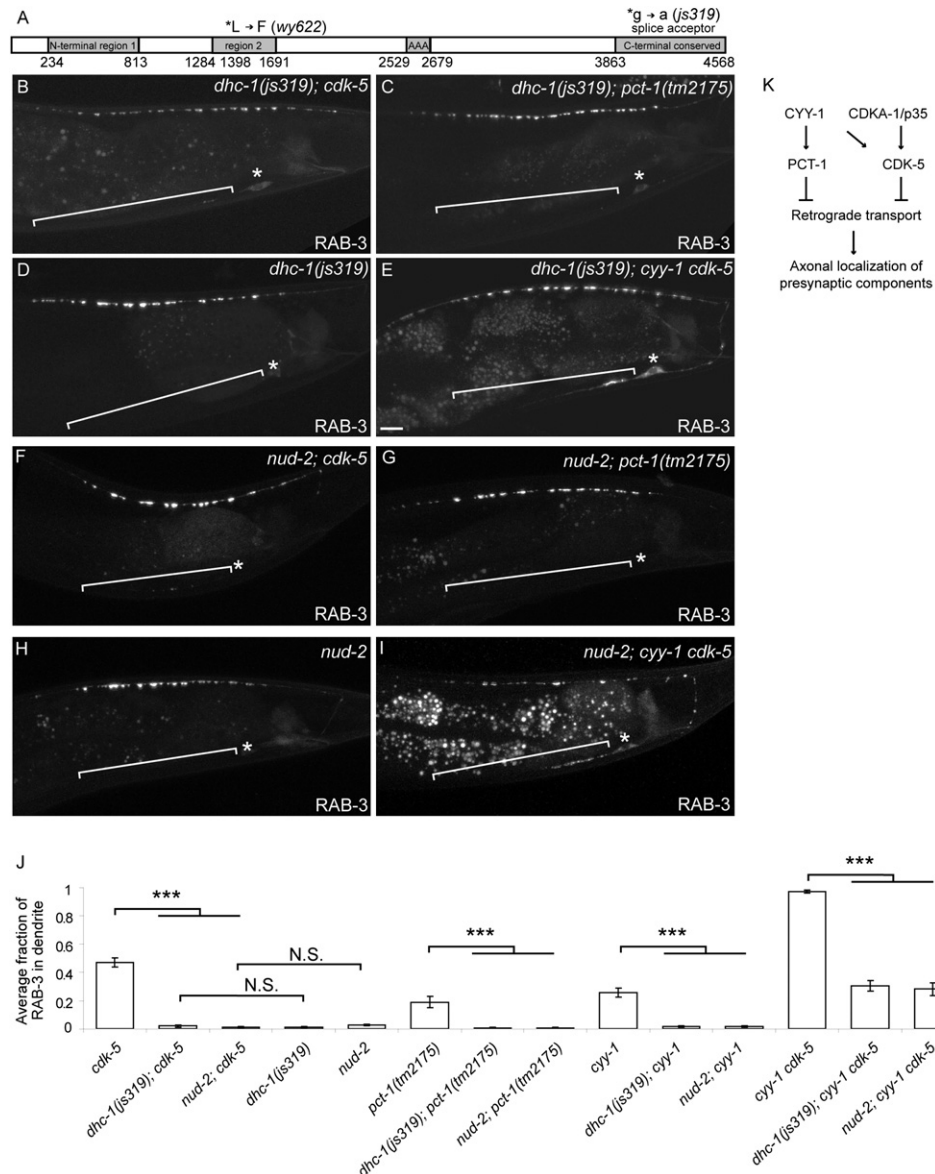 A
*L → F (wy622)
*g → a (js319)
splice acceptor
N-terminal region 1 region 2 AAA C-terminal conserved
234 813 1284 1398 1691 2529 2679 3863 4568
B dhc-1(js319); cdk-5
*
RAB-3
C dhc-1(js319); pct-1(tm2175)
*
RAB-3
D dhc-1(js319)
*
RAB-3
E dhc-1(js319); cyy-1 cdk-5
*
RAB-3
F nud-2; cdk-5
*
RAB-3
G nud-2; pct-1(tm2175)
*
RAB-3
H nud-2
*
RAB-3
I nud-2; cyy-1 cdk-5
*
RAB-3
K
CYY-1 CDKA-1/p35
PCT-1 CDK-5
Retrograde transport
Axonal localization of
presynaptic components
J
Average fraction of
RAB-3 in dendrite
1
0.8
0.6
0.4
0.2
0
***
N.S.
N.S.
***
***
***
cdk-5
dhc-1(js319); cdk-5
nud-2; cdk-5
dhc-1(js319)
nud-2
pct-1(tm2175)
dhc-1(js319); pct-1(tm2175)
nud-2; pct-1(tm2175)
cyy-1
dhc-1(js319); cyy-1
nud-2; cyy-1
cyy-1 cdk-5
dhc-1(js319); cyy-1 cdk-5
nud-2; cyy-1 cdk-5